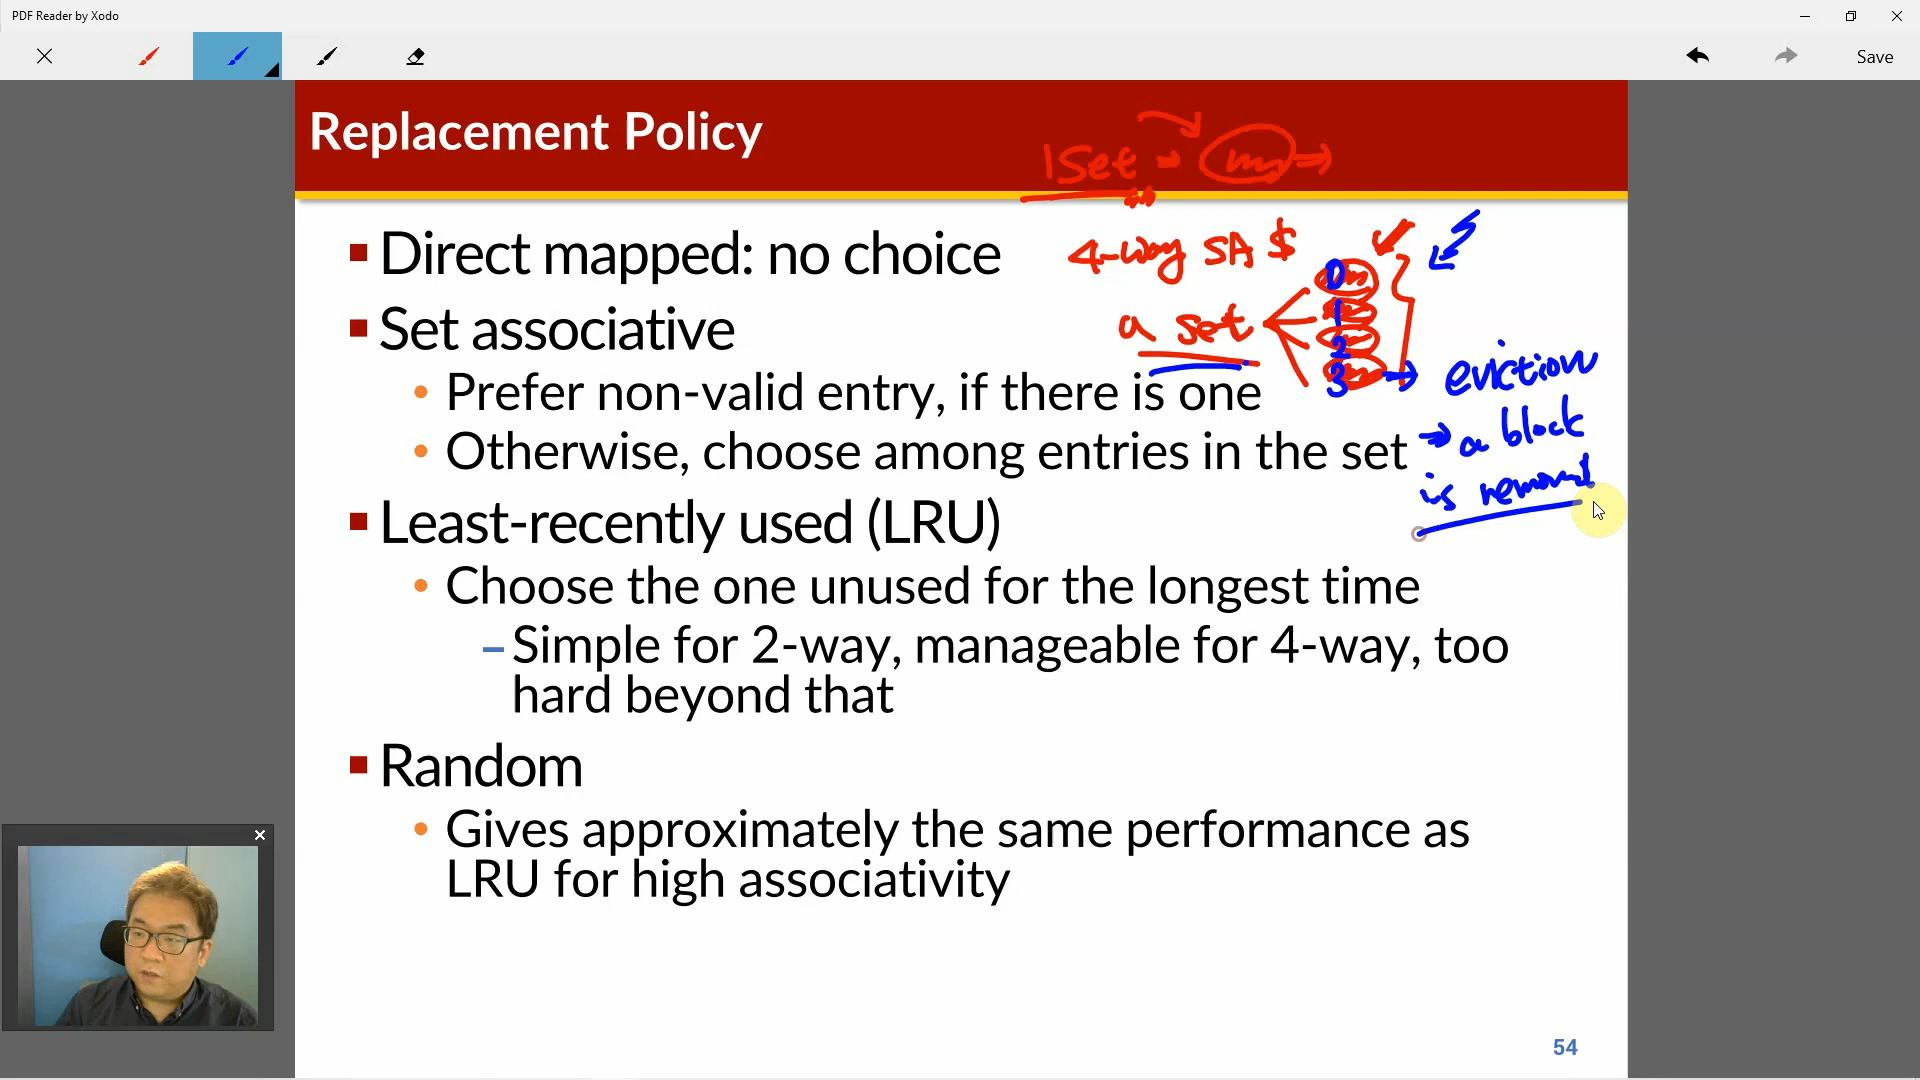 PDF Reader by Xodo
Save
Replacement Policy
1Set
Direct mapped: no choice
4-way SA $
Set associative
a set
0
1
2
3
eviction
Prefer non-valid entry, if there is one
a block
Otherwise, choose among entries in the set
is removed
Least-recently used (LRU)
Choose the one unused for the longest time
–Simple for 2-way, manageable for 4-way, too
hard beyond that
Random
Gives approximately the same performance as
LRU for high associativity
54